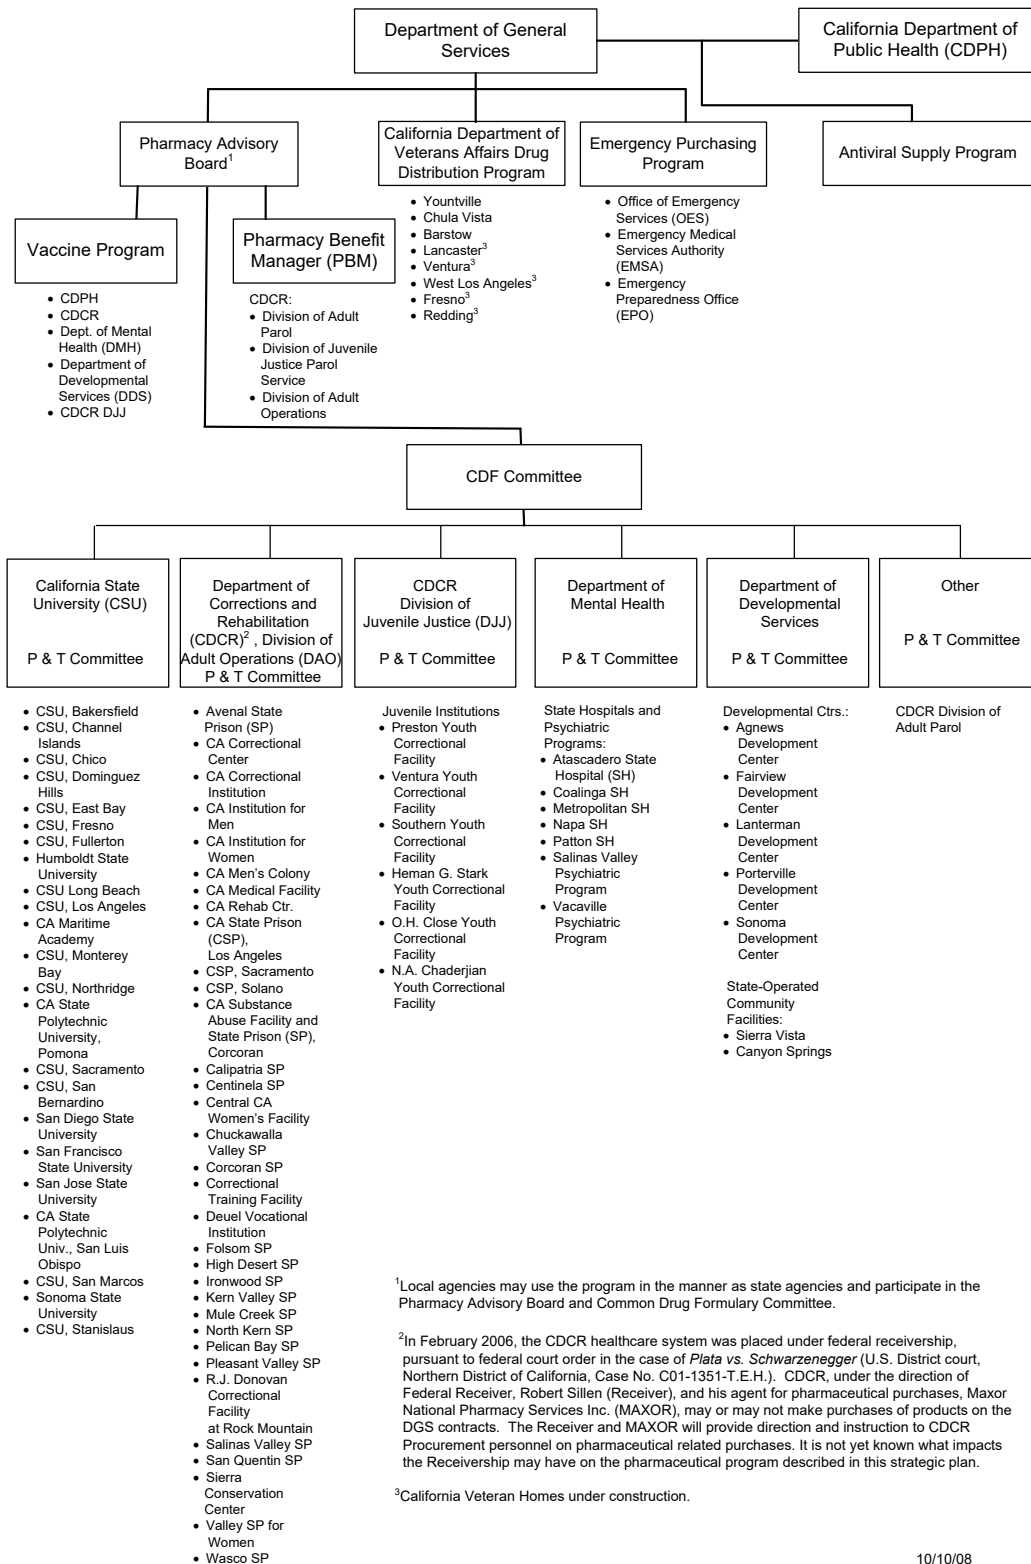 Department of General
Services
California Department of
Public Health (CDPH)
Pharmacy Advisory
Board1
California Department of
Veterans Affairs Drug
Distribution Program
Emergency Purchasing
Program
Antiviral Supply Program
Vaccine Program
Pharmacy Benefit
Manager (PBM)
• CDPH
• CDCR
• Dept. of Mental
Health (DMH)
• Department of
Developmental
Services (DDS)
• CDCR DJJ
CDCR:
• Division of Adult
Parol
• Division of Juvenile
Justice Parol
Service
• Division of Adult
Operations
• Yountville
• Chula Vista
• Barstow
• Lancaster3
• Ventura3
• West Los Angeles3
• Fresno3
• Redding3
• Office of Emergency
Services (OES)
• Emergency Medical
Services Authority
(EMSA)
• Emergency
Preparedness Office
(EPO)
CDF Committee
California State
University (CSU)
P & T Committee
Department of
Corrections and
Rehabilitation
(CDCR)2 , Division of
Adult Operations (DAO)
P & T Committee
CDCR
Division of
Juvenile Justice (DJJ)
P & T Committee
Department of
Mental Health
P & T Committee
Department of
Developmental
Services
P & T Committee
Other
P & T Committee
• CSU, Bakersfield
• CSU, Channel
Islands
• CSU, Chico
• CSU, Dominguez
Hills
• CSU, East Bay
• CSU, Fresno
• CSU, Fullerton
• Humboldt State
University
• CSU Long Beach
• CSU, Los Angeles
• CA Maritime
Academy
• CSU, Monterey
Bay
• CSU, Northridge
• CA State
Polytechnic
University,
Pomona
• CSU, Sacramento
• CSU, San
Bernardino
• San Diego State
University
• San Francisco
State University
• San Jose State
University
• CA State
Polytechnic
Univ., San Luis
Obispo
• CSU, San Marcos
• Sonoma State
University
• CSU, Stanislaus
• Avenal State
Prison (SP)
• CA Correctional
Center
• CA Correctional
Institution
• CA Institution for
Men
• CA Institution for
Women
• CA Men's Colony
• CA Medical Facility
• CA Rehab Ctr.
• CA State Prison
(CSP),
Los Angeles
• CSP, Sacramento
• CSP, Solano
• CA Substance
Abuse Facility and
State Prison (SP),
Corcoran
• Calipatria SP
• Centinela SP
• Central CA
Women's Facility
• Chuckawalla
Valley SP
• Corcoran SP
• Correctional
Training Facility
• Deuel Vocational
Institution
• Folsom SP
• High Desert SP
• Ironwood SP
• Kern Valley SP
• Mule Creek SP
• North Kern SP
• Pelican Bay SP
• Pleasant Valley SP
• R.J. Donovan
Correctional
Facility
at Rock Mountain
• Salinas Valley SP
• San Quentin SP
• Sierra
Conservation
Center
• Valley SP for
Women
• Wasco SP
Juvenile Institutions
• Preston Youth
Correctional
Facility
• Ventura Youth
Correctional
Facility
• Southern Youth
Correctional
Facility
• Heman G. Stark
Youth Correctional
Facility
• O.H. Close Youth
Correctional
Facility
• N.A. Chaderjian
Youth Correctional
Facility
State Hospitals and
Psychiatric
Programs:
• Atascadero State
Hospital (SH)
• Coalinga SH
• Metropolitan SH
• Napa SH
• Patton SH
• Salinas Valley
Psychiatric
Program
• Vacaville
Psychiatric
Program
Developmental Ctrs.:
• Agnews
Development
Center
• Fairview
Development
Center
• Lanterman
Development
Center
• Porterville
Development
Center
• Sonoma
Development
Center
State-Operated
Community
Facilities:
• Sierra Vista
• Canyon Springs
CDCR Division of
Adult Parol
1Local agencies may use the program in the manner as state agencies and participate in the
Pharmacy Advisory Board and Common Drug Formulary Committee.
2In February 2006, the CDCR healthcare system was placed under federal receivership,
pursuant to federal court order in the case of Plata vs. Schwarzenegger (U.S. District court,
Northern District of California, Case No. C01-1351-T.E.H.). CDCR, under the direction of
Federal Receiver, Robert Sillen (Receiver), and his agent for pharmaceutical purchases, Maxor
National Pharmacy Services Inc. (MAXOR), may or may not make purchases of products on the
DGS contracts. The Receiver and MAXOR will provide direction and instruction to CDCR
Procurement personnel on pharmaceutical related purchases. It is not yet known what impacts
the Receivership may have on the pharmaceutical program described in this strategic plan.
3California Veteran Homes under construction.
10/10/08